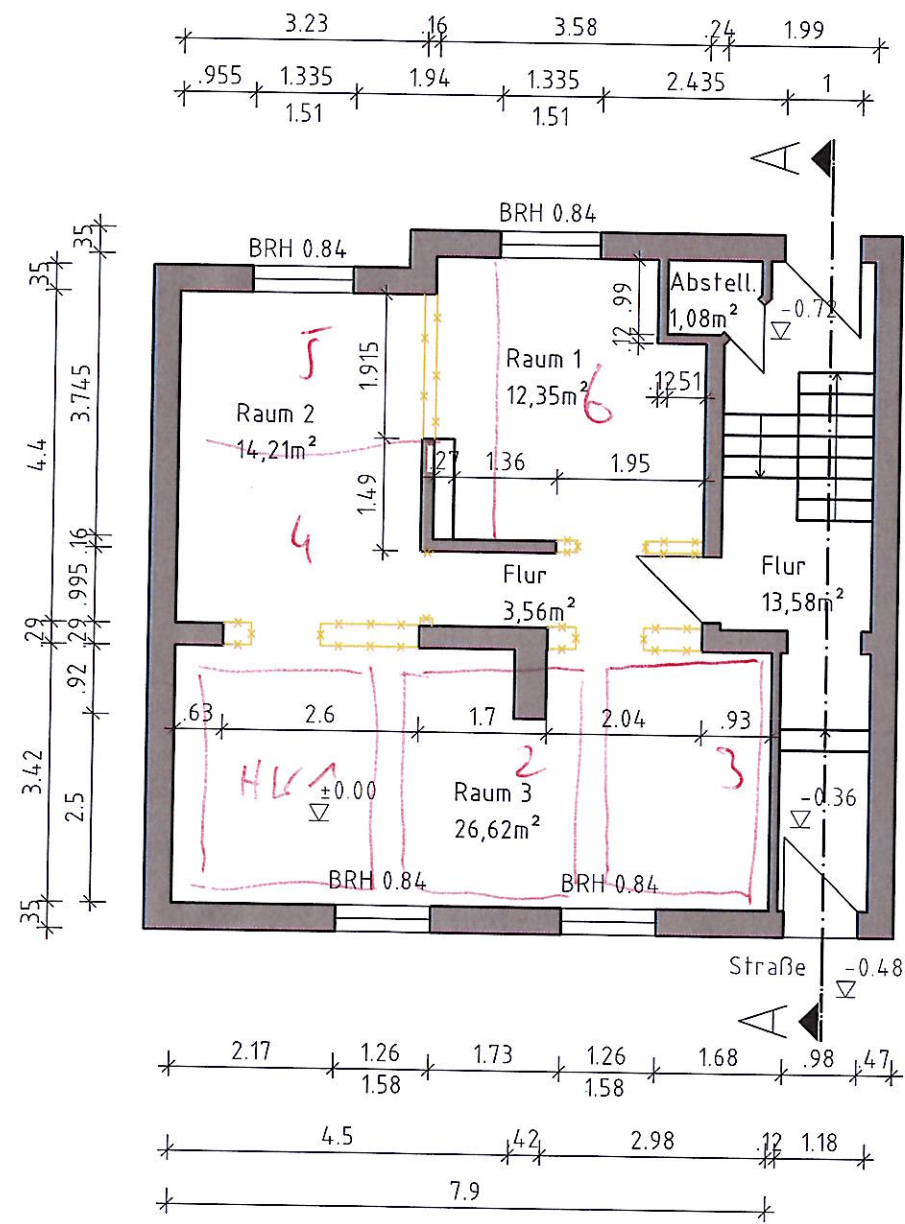 3.23 .16 3.58 .24 1.99
.955 1.335 1.94 1.335 2.435 1
1.51 1.51
A
BRH 0.84
BRH 0.84
35
35
3.745
4.4
.16
.995
29
29
.92
3.42
2.5
35
Abstell.
1,08m²
-0.72
.99
.12
Raum 1
12,35m²
6
5
1.915
Raum 2
14,21m²
.12 51
.27 1.36 1.95
1.49
4
Flur
3,56m²
Flur
13,58m²
.63 2.6 1.7 2.04 .93
HK 1
±0.00
2
3
Raum 3
26,62m²
-0.36
BRH 0.84
BRH 0.84
Straße
-0.48
A
2.17 1.26 1.73 1.26 1.68 .98 .47
1.58 1.58
4.5 .42 2.98 .12 1.18
7.9